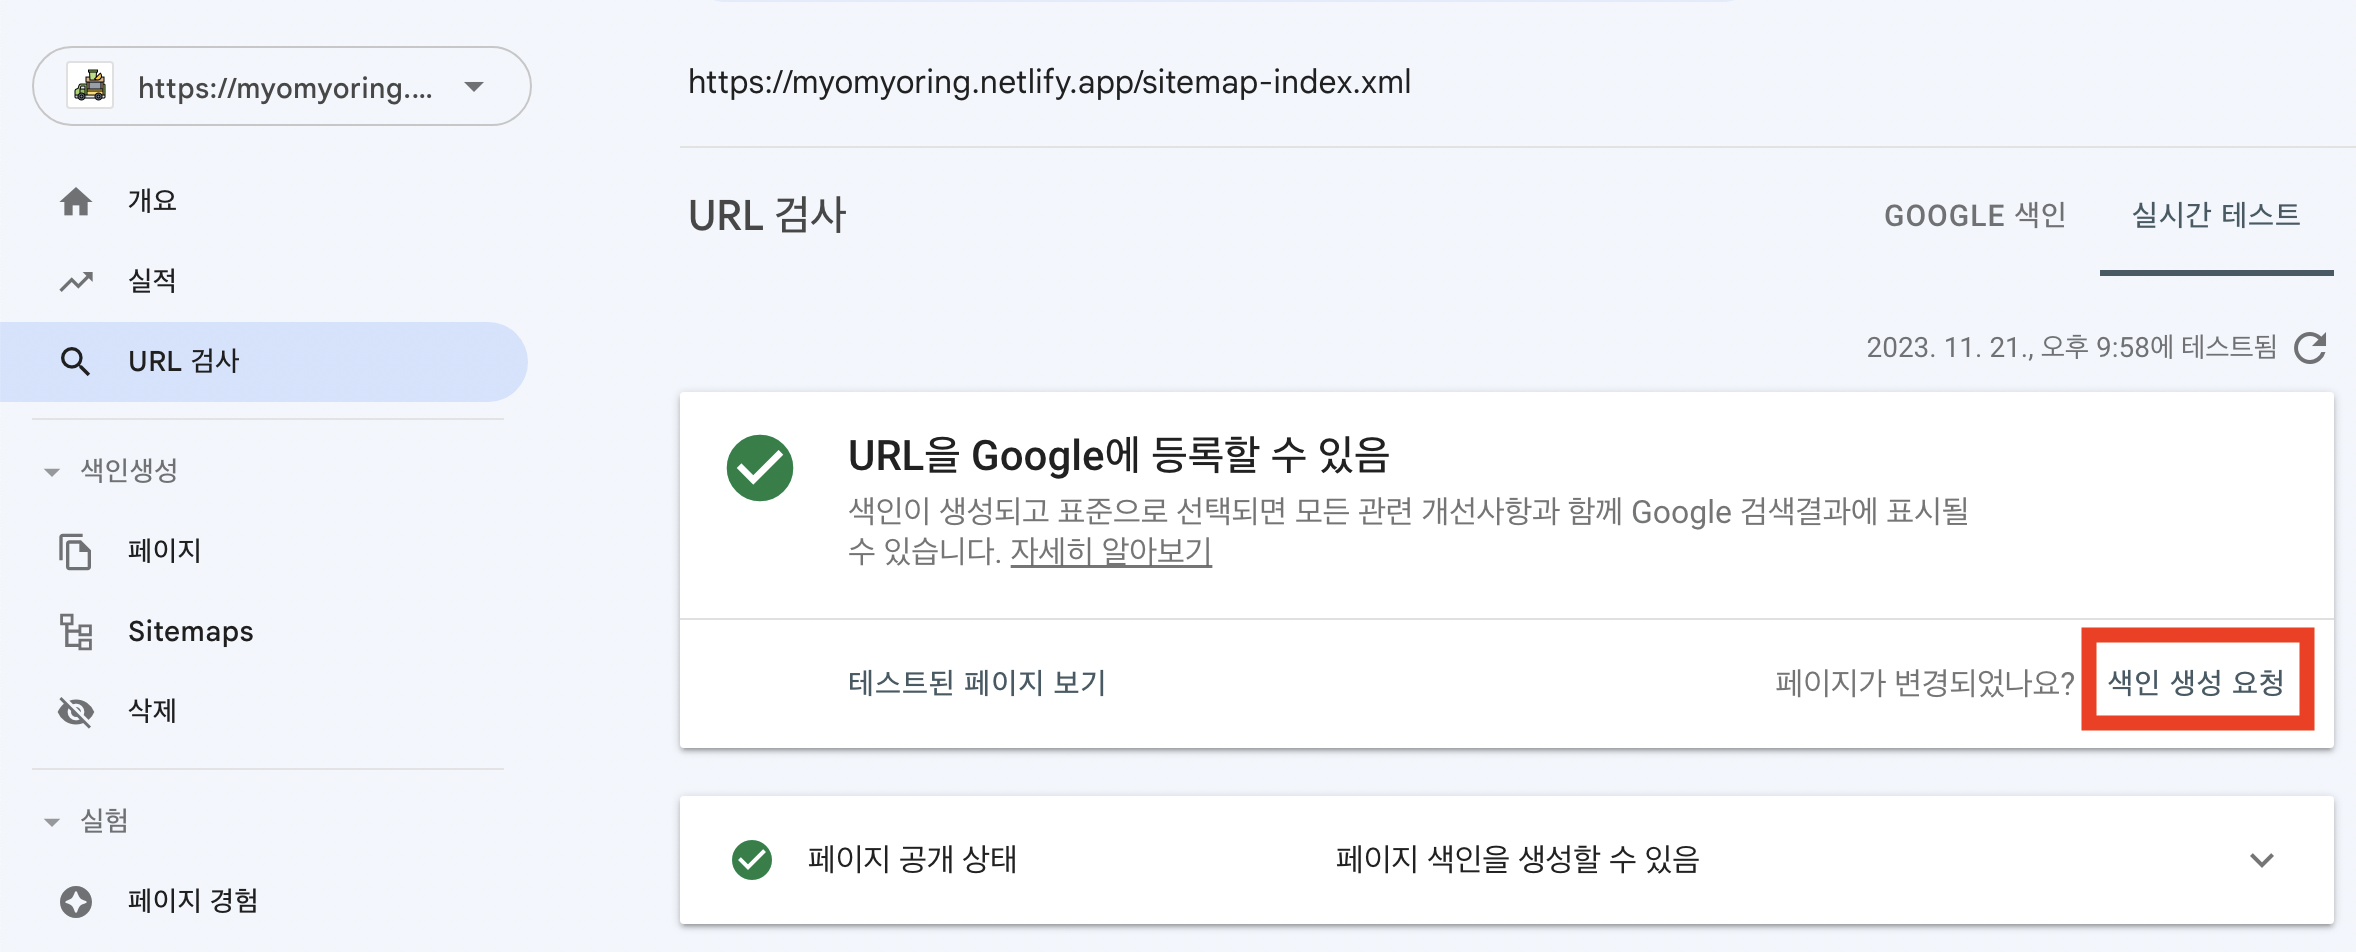 https://myomyoring....
개요
실적
URL 검사
색인생성
페이지
Sitemaps
삭제
실험
페이지 경험
https://myomyoring.netlify.app/sitemap-index.xml
URL 검사
GOOGLE 색인
실시간 테스트
2023. 11. 21., 오후 9:58에 테스트됨
URL을 Google에 등록할 수 있음
색인이 생성되고 표준으로 선택되면 모든 관련 개선사항과 함께 Google 검색결과에 표시될
수 있습니다. 자세히 알아보기
테스트된 페이지 보기
페이지가 변경되었나요?
색인 생성 요청
페이지 공개 상태
페이지 색인을 생성할 수 있음